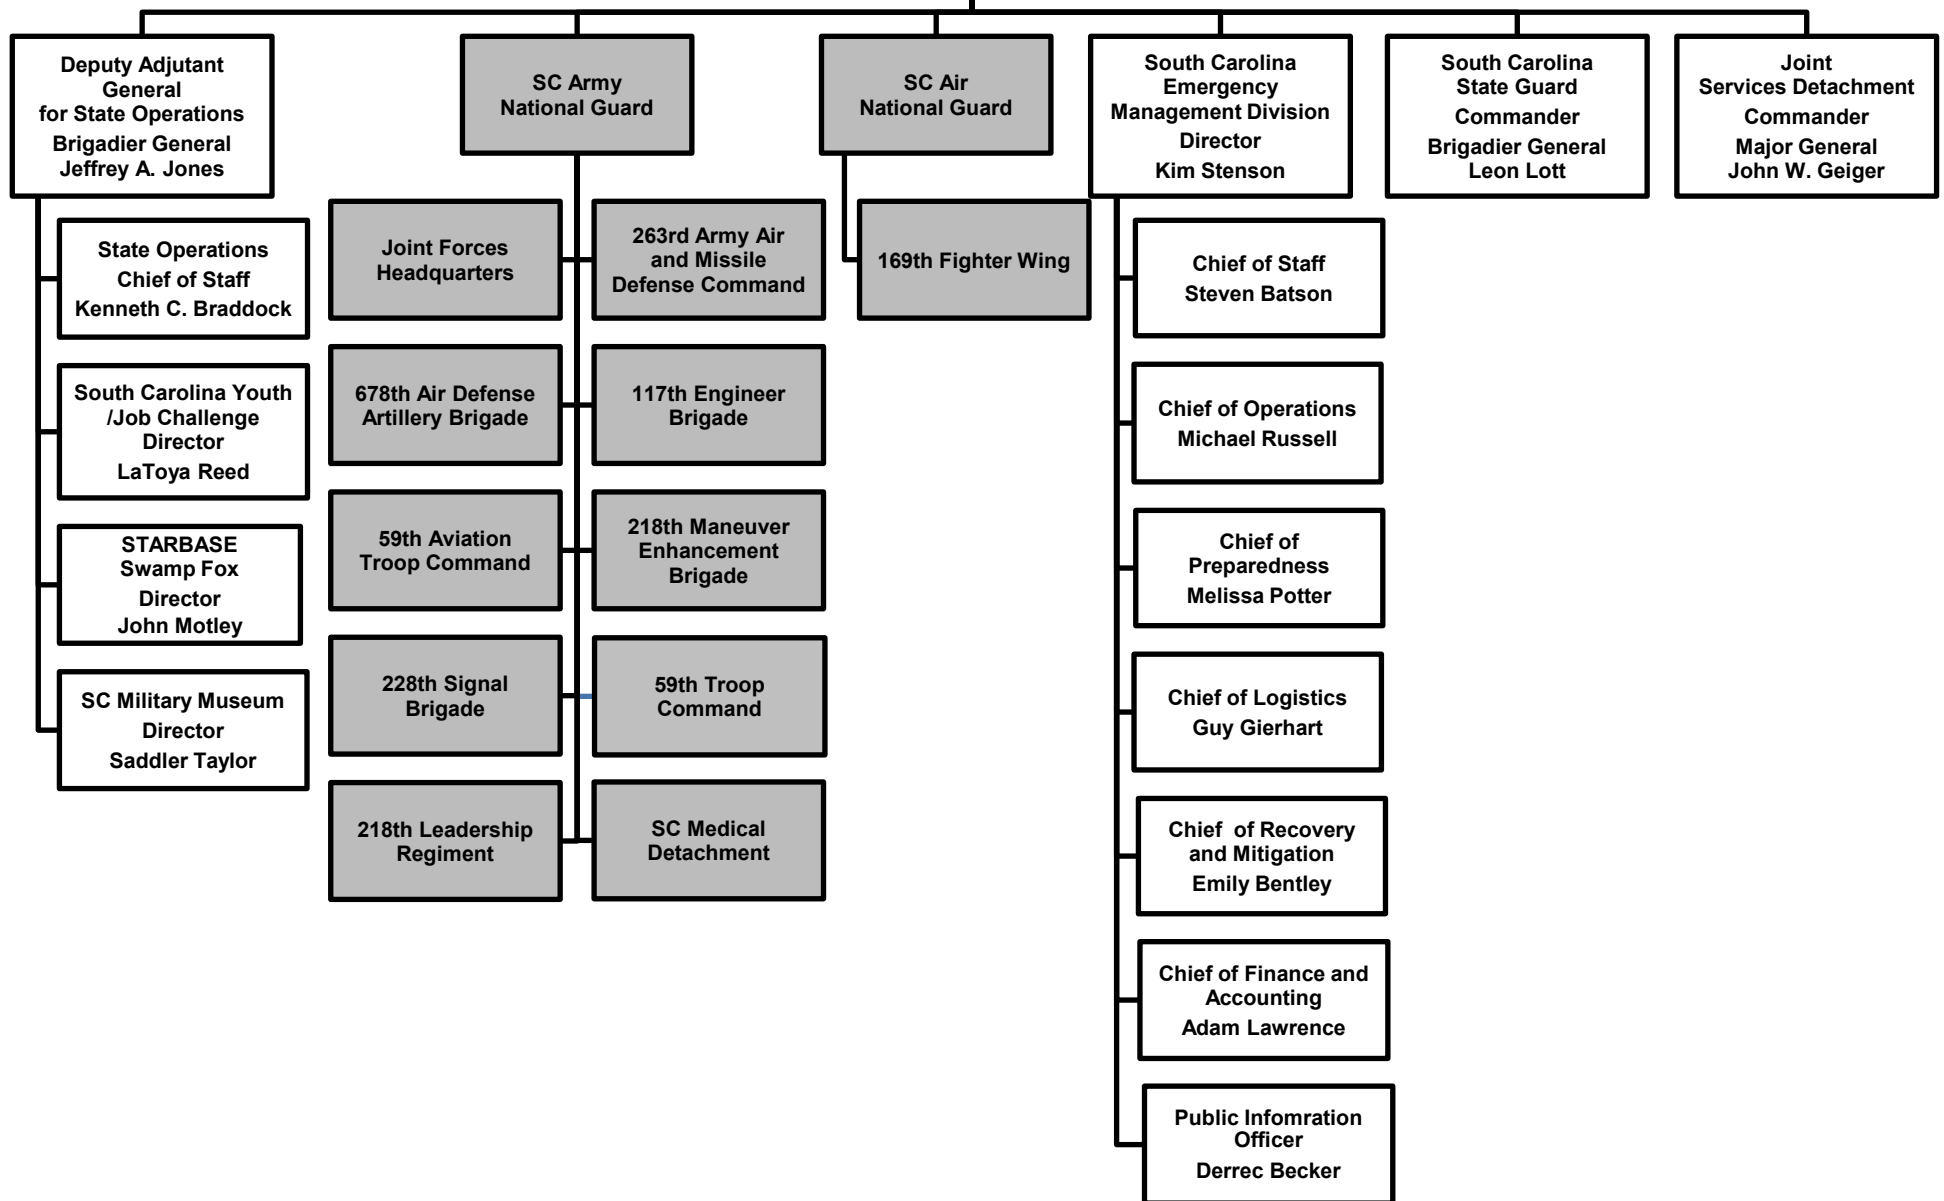 Deputy Adjutant
General
for State Operations
Brigadier General
Jeffrey A. Jones
SC Army
National Guard
SC Air
National Guard
South Carolina
Emergency
Management Division
Director
Kim Stenson
South Carolina
State Guard
Commander
Brigadier General
Leon Lott
Joint
Services Detachment
Commander
Major General
John W. Geiger
State Operations
Chief of Staff
Kenneth C. Braddock
South Carolina Youth
/Job Challenge
Director
LaToya Reed
STARBASE
Swamp Fox
Director
John Motley
SC Military Museum
Director
Saddler Taylor
Joint Forces
Headquarters
263rd Army Air
and Missile
Defense Command
678th Air Defense
Artillery Brigade
117th Engineer
Brigade
59th Aviation
Troop Command
218th Maneuver
Enhancement
Brigade
228th Signal
Brigade
59th Troop
Command
218th Leadership
Regiment
SC Medical
Detachment
169th Fighter Wing
Chief of Staff
Steven Batson
Chief of Operations
Michael Russell
Chief of
Preparedness
Melissa Potter
Chief of Logistics
Guy Gierhart
Chief  of Recovery
and Mitigation
Emily Bentley
Chief of Finance and
Accounting
Adam Lawrence
Public Infomration
Officer
Derrec Becker